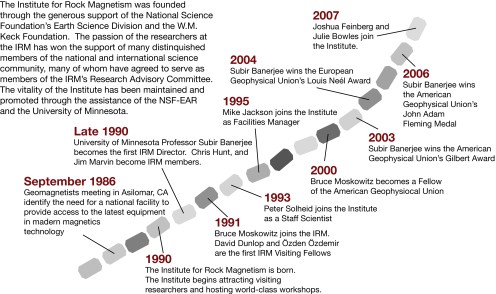 The Institute for Rock Magnetism was founded
through the generous support of the National Science
Foundation's Earth Science Division and the W.M.
Keck Foundation. The passion of the researchers at
the IRM has won the support of many distinguished
members of the national and international science
community, many of whom have agreed to serve as
members of the IRM's Research Advisory Committee.
The vitality of the Institute has been maintained and
promoted through the assistance of the NSF-EAR
and the University of Minnesota.
2007
Joshua Feinberg and
Julie Bowles join
the Institute.
2004
Subir Banerjee wins the European
Geophysical Union's Louis Neél Award
2006
Subir Banerjee wins
the American
Geophysical Union's
John Adam
Fleming Medal
1995
Mike Jackson joins the Institute
as Facilities Manager
2003
Subir Banerjee wins the American
Geophysical Union's Gilbert Award
Late 1990
University of Minnesota Professor Subir Banerjee
becomes the first IRM Director. Chris Hunt, and
Jim Marvin become IRM members.
2000
Bruce Moskowitz becomes a Fellow
of the American Geophysiocal Union
September 1986
Geomagnetists meeting in Asilomar, CA
identify the need for a national facility to
provide access to the latest equipment
in modern magnetics
technology
1993
Peter Solheid joins the Institute
as a Staff Scientist
1991
Bruce Moskowitz joins the IRM.
David Dunlop and Özden Özdemir
are the first IRM Visiting Fellows
1990
The Institute for Rock Magnetism is born.
The Institute begins attracting visiting
researchers and hosting world-class workshops.